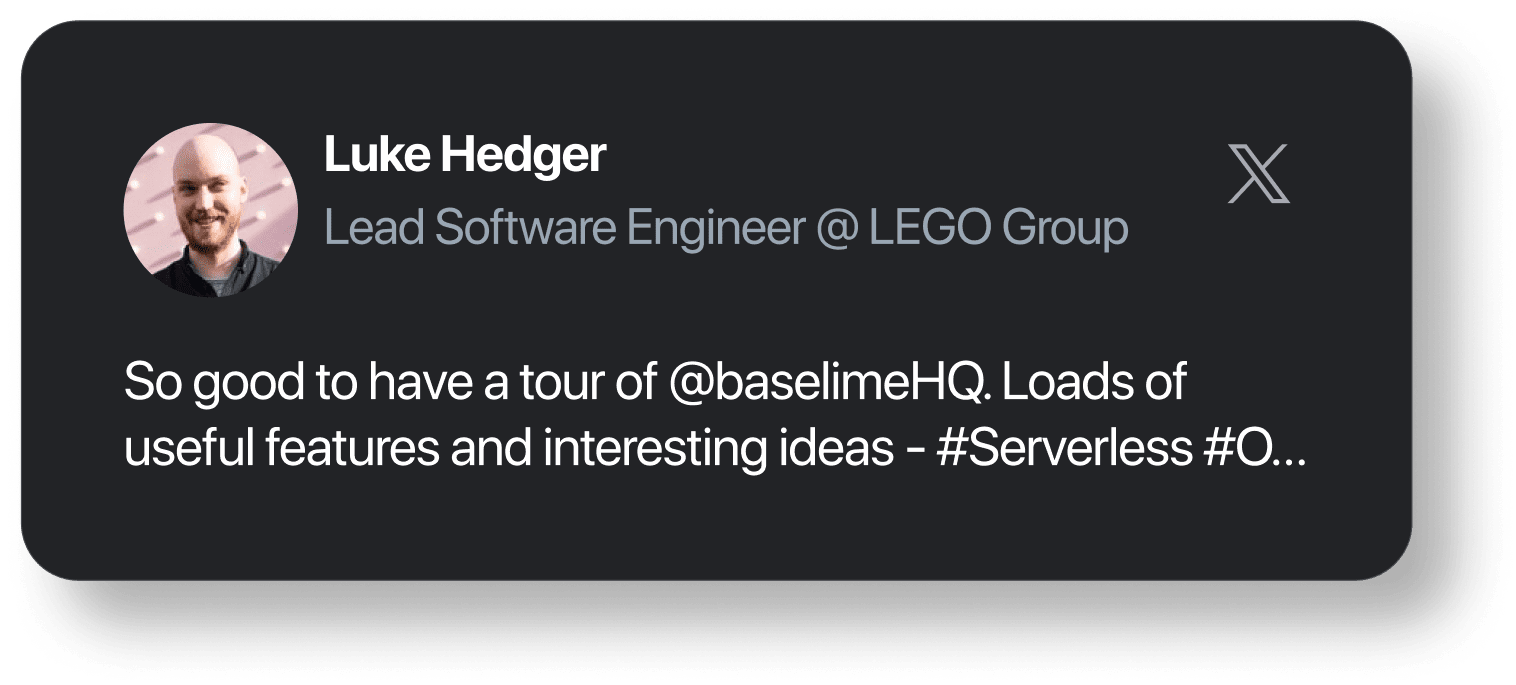 Luke Hedger
Lead Software Engineer @ LEGO Group
So good to have a tour of @baselimeHQ. Loads of
useful features and interesting ideas - #Serverless #O...